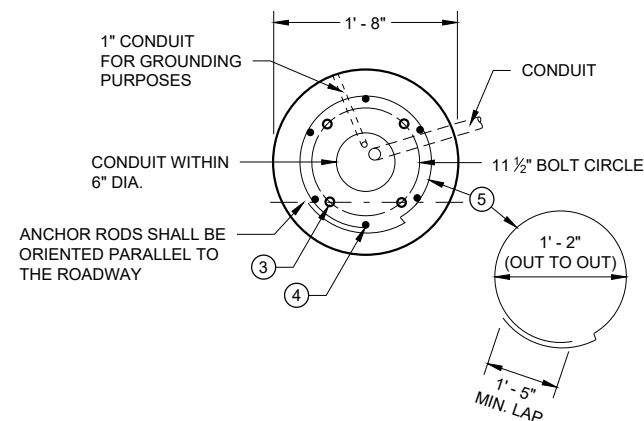 1' - 8"
1" CONDUIT
FOR GROUNDING
PURPOSES
CONDUIT
CONDUIT WITHIN
6" DIA.
11 ½" BOLT CIRCLE
5
ANCHOR RODS SHALL BE
ORIENTED PARALLEL TO
THE ROADWAY
3
4
1' - 2"
(OUT TO OUT)
1' - 5"
MIN. LAP